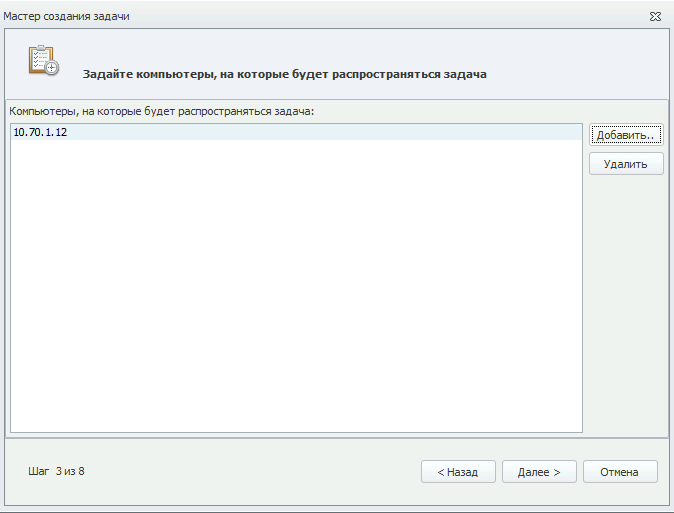 Мастер создания задачи
Задайте компьютеры, на которые будет распространяться задача
Компьютеры, на которые будет распространяться задача:
10.70.1.12
Добавить..
Удалить
Шаг 3 из 8
< Назад
Далее >
Отмена